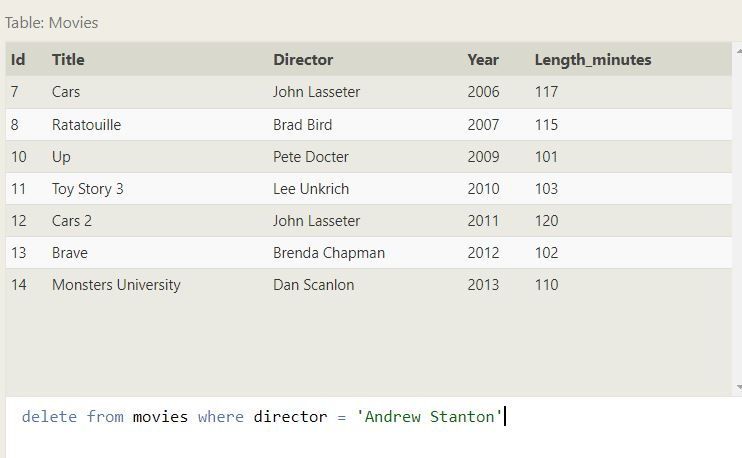 Table: Movies
Id Title Director Year Length_minutes
7 Cars John Lasseter 2006 117
8 Ratatouille Brad Bird 2007 115
10 Up Pete Docter 2009 101
11 Toy Story 3 Lee Unkrich 2010 103
12 Cars 2 John Lasseter 2011 120
13 Brave Brenda Chapman 2012 102
14 Monsters University Dan Scanlon 2013 110
delete from movies where director = 'Andrew Stanton'